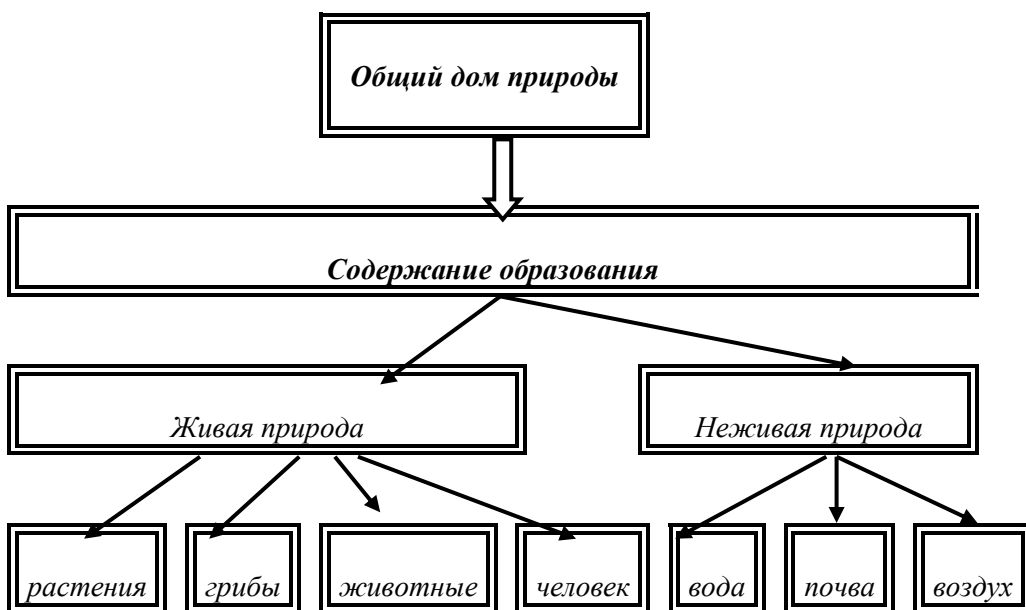 Общий дом природы
Содержание образования
Живая природа
Неживая природа
растения
грибы
животные
человек
вода
почва
воздух